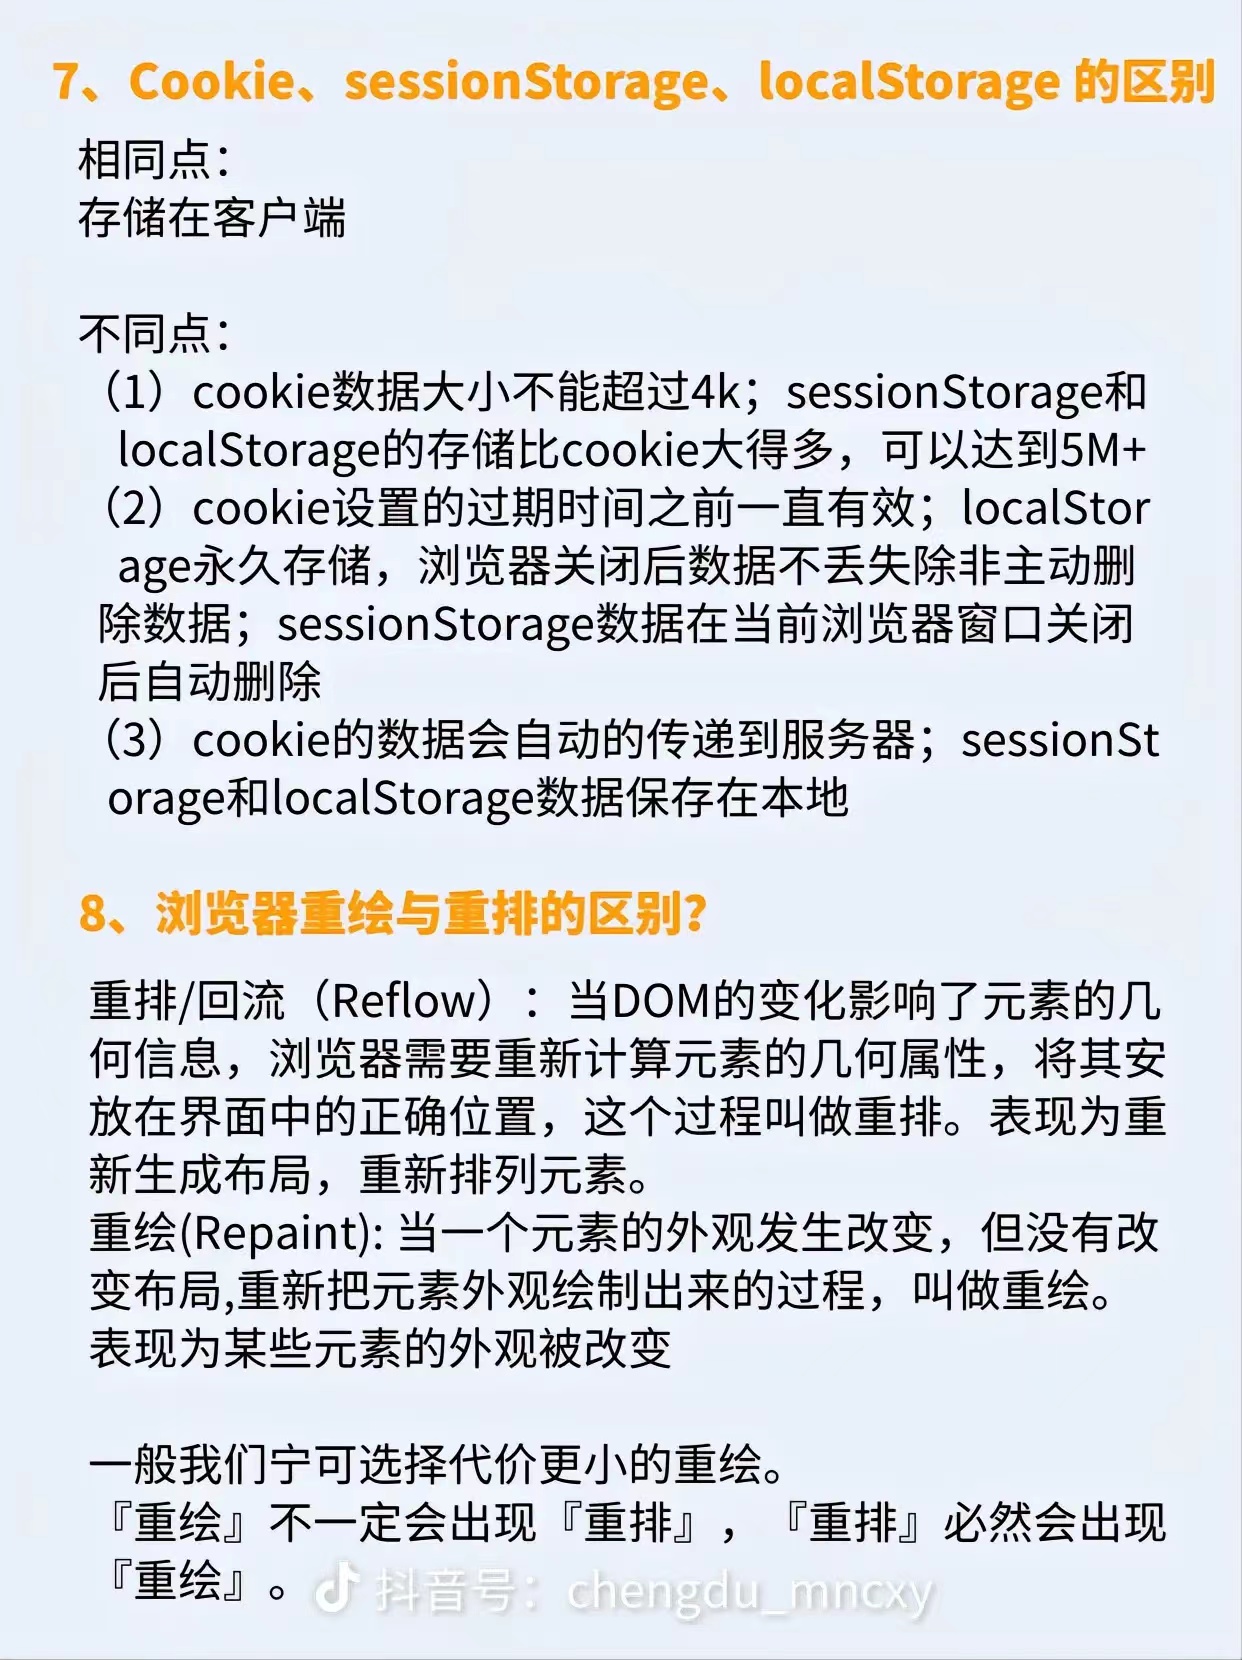 7、Cookie、sessionStorage、localStorage 的区别
相同点：
存储在客户端
不同点：
（1）cookie数据大小不能超过4k；sessionStorage和
localStorage的存储比cookie大得多，可以达到5M+
（2）cookie设置的过期时间之前一直有效；localStor
age永久存储，浏览器关闭后数据不丢失除非主动删
除数据；sessionStorage数据在当前浏览器窗口关闭
后自动删除
（3）cookie的数据会自动的传递到服务器；sessionSt
orage和localStorage数据保存在本地
8、浏览器重绘与重排的区别？
重排/回流（Reflow）：当DOM的变化影响了元素的几
何信息，浏览器需要重新计算元素的几何属性，将其安
放在界面中的正确位置，这个过程叫做重排。表现为重
新生成布局，重新排列元素。
重绘(Repaint): 当一个元素的外观发生改变，但没有改
变布局,重新把元素外观绘制出来的过程，叫做重绘。
表现为某些元素的外观被改变
一般我们宁可选择代价更小的重绘。
『重绘』不一定会出现『重排』，『重排』必然会出现
『重绘』。
抖音号：chengdu_mncxy